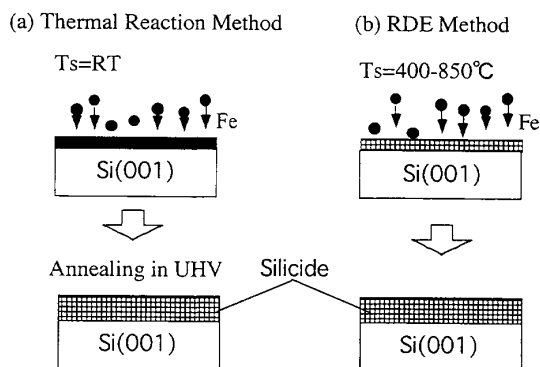 (a) Thermal Reaction Method
Ts=RT
Fe
Si(001)
Annealing in UHV
Si(001)
Silicide
(b) RDE Method
Ts=400-850℃
Fe
Si(001)
Si(001)